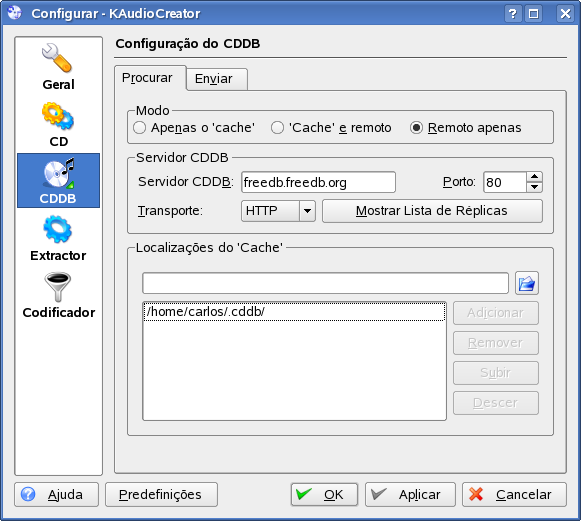 Configurar - KAudioCreator
Geral
CD
CDDB
Extractor
Codificador
Configuração do CDDB
Procurar
Enviar
Modo
Apenas o 'cache'
'Cache' e remoto
Remoto apenas
Servidor CDDB
Servidor CDDB: freedb.freedb.org
Porto: 80
Transporte: HTTP
Mostrar Lista de Réplicas
Localizações do 'Cache'
/home/carlos/.cddb/
Adicionar
Remover
Subir
Descer
Ajuda
Predefinições
OK
Aplicar
Cancelar